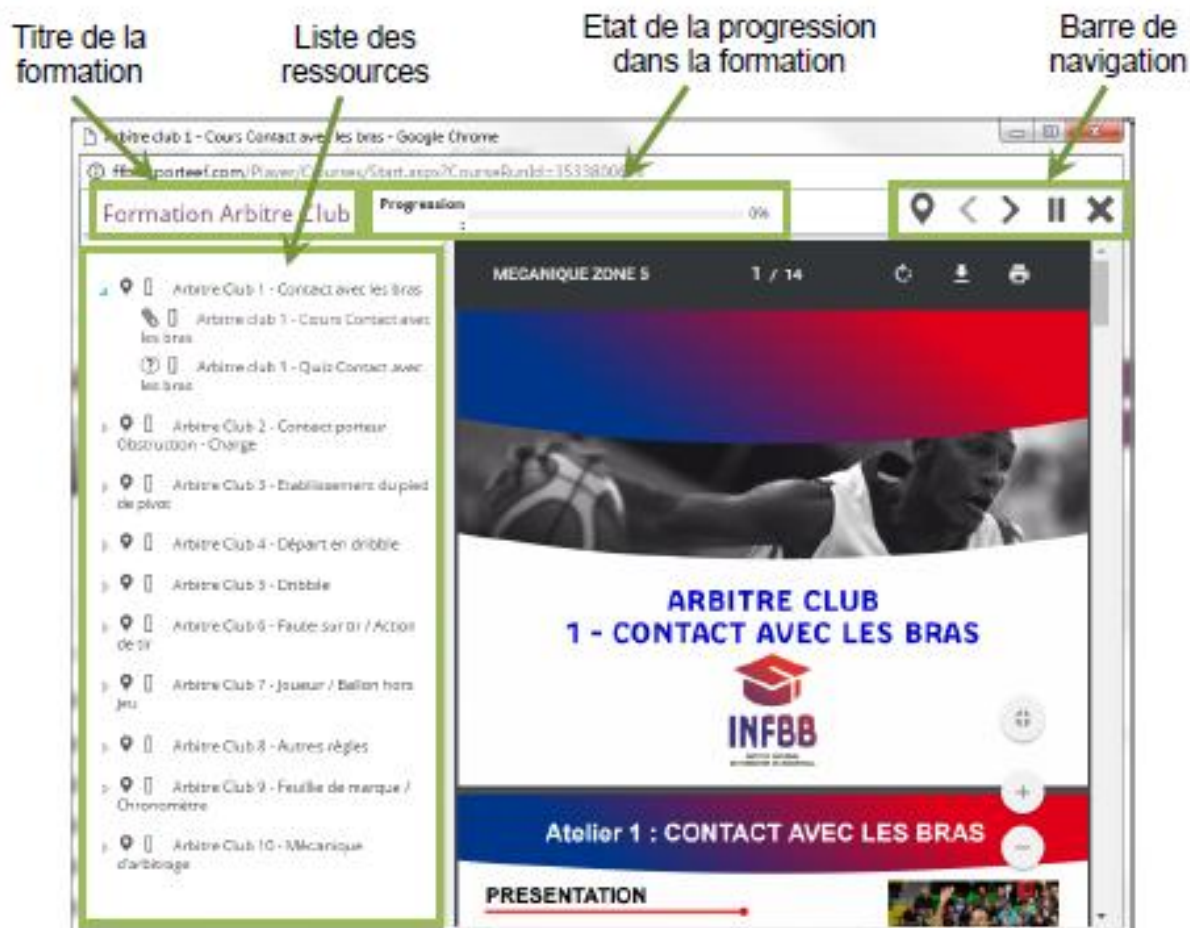 Titre de la
formation
Liste des
ressources
Etat de la progression
dans la formation
Barre de
navigation
Arbitre club 1 - Cours Contact avec les bras - Google Chrome
Formation Arbitre Club
Progression
:
0%
Arbitre Club 1 - Contact avec les bras
Arbitre club 1 - Cours Contact avec
les bras
Arbitre club 1 - Quiz Contact avec
les bras
Arbitre Club 2 - Contact porteur
Obstruction - Charge
Arbitre Club 3 - Etablissement du pied
de pivot
Arbitre Club 4 - Départ en dribble
Arbitre Club 5 - Dribble
Arbitre Club 6 - Faute sur tir / Action
de tir
Arbitre Club 7 - Joueur / Ballon hors
jeu
Arbitre Club 8 - Autres règles
Arbitre Club 9 - Feuille de marque /
Chronomètre
Arbitre Club 10 - Mécanique
d'arbitrage
MECANIQUE ZONE 5
1 / 14
ARBITRE CLUB
1 - CONTACT AVEC LES BRAS
INFBB
Atelier 1 : CONTACT AVEC LES BRAS
PRESENTATION